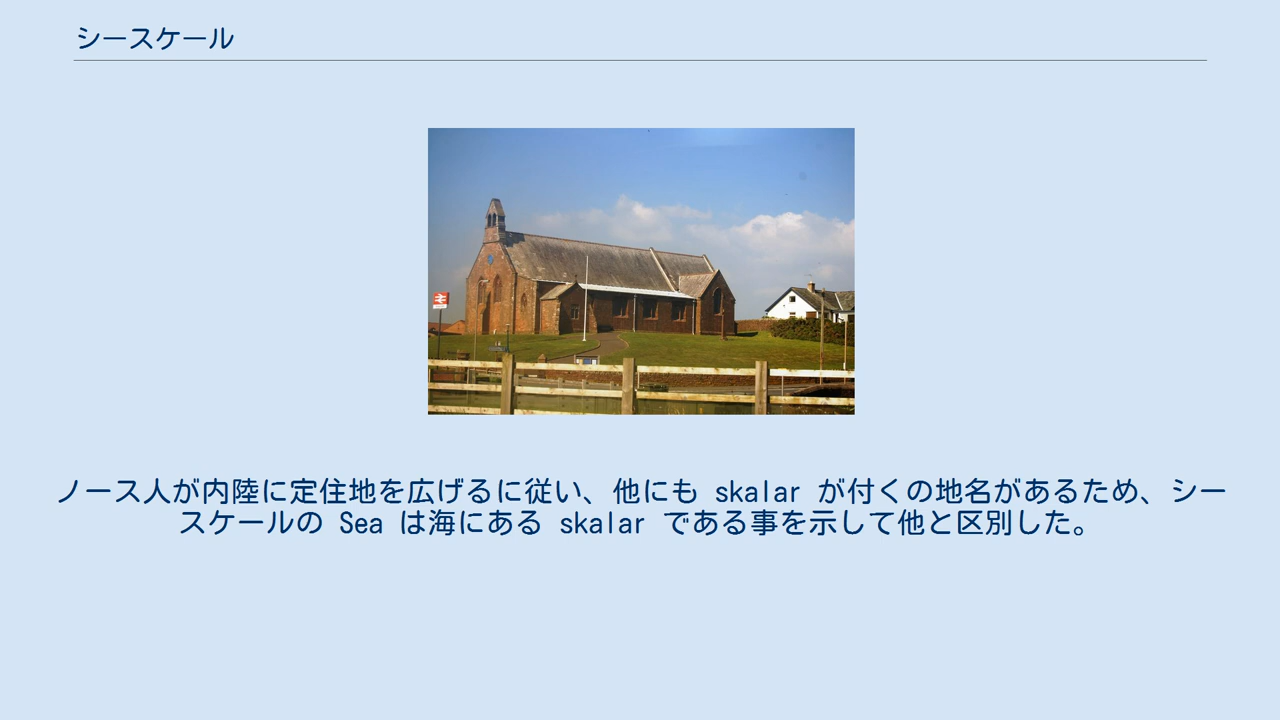 シースケール
ノース人が内陸に定住地を広げるに従い、他にも skalar が付くの地名があるため、シー
スケールの Sea は海にある skalar である事を示して他と区別した。